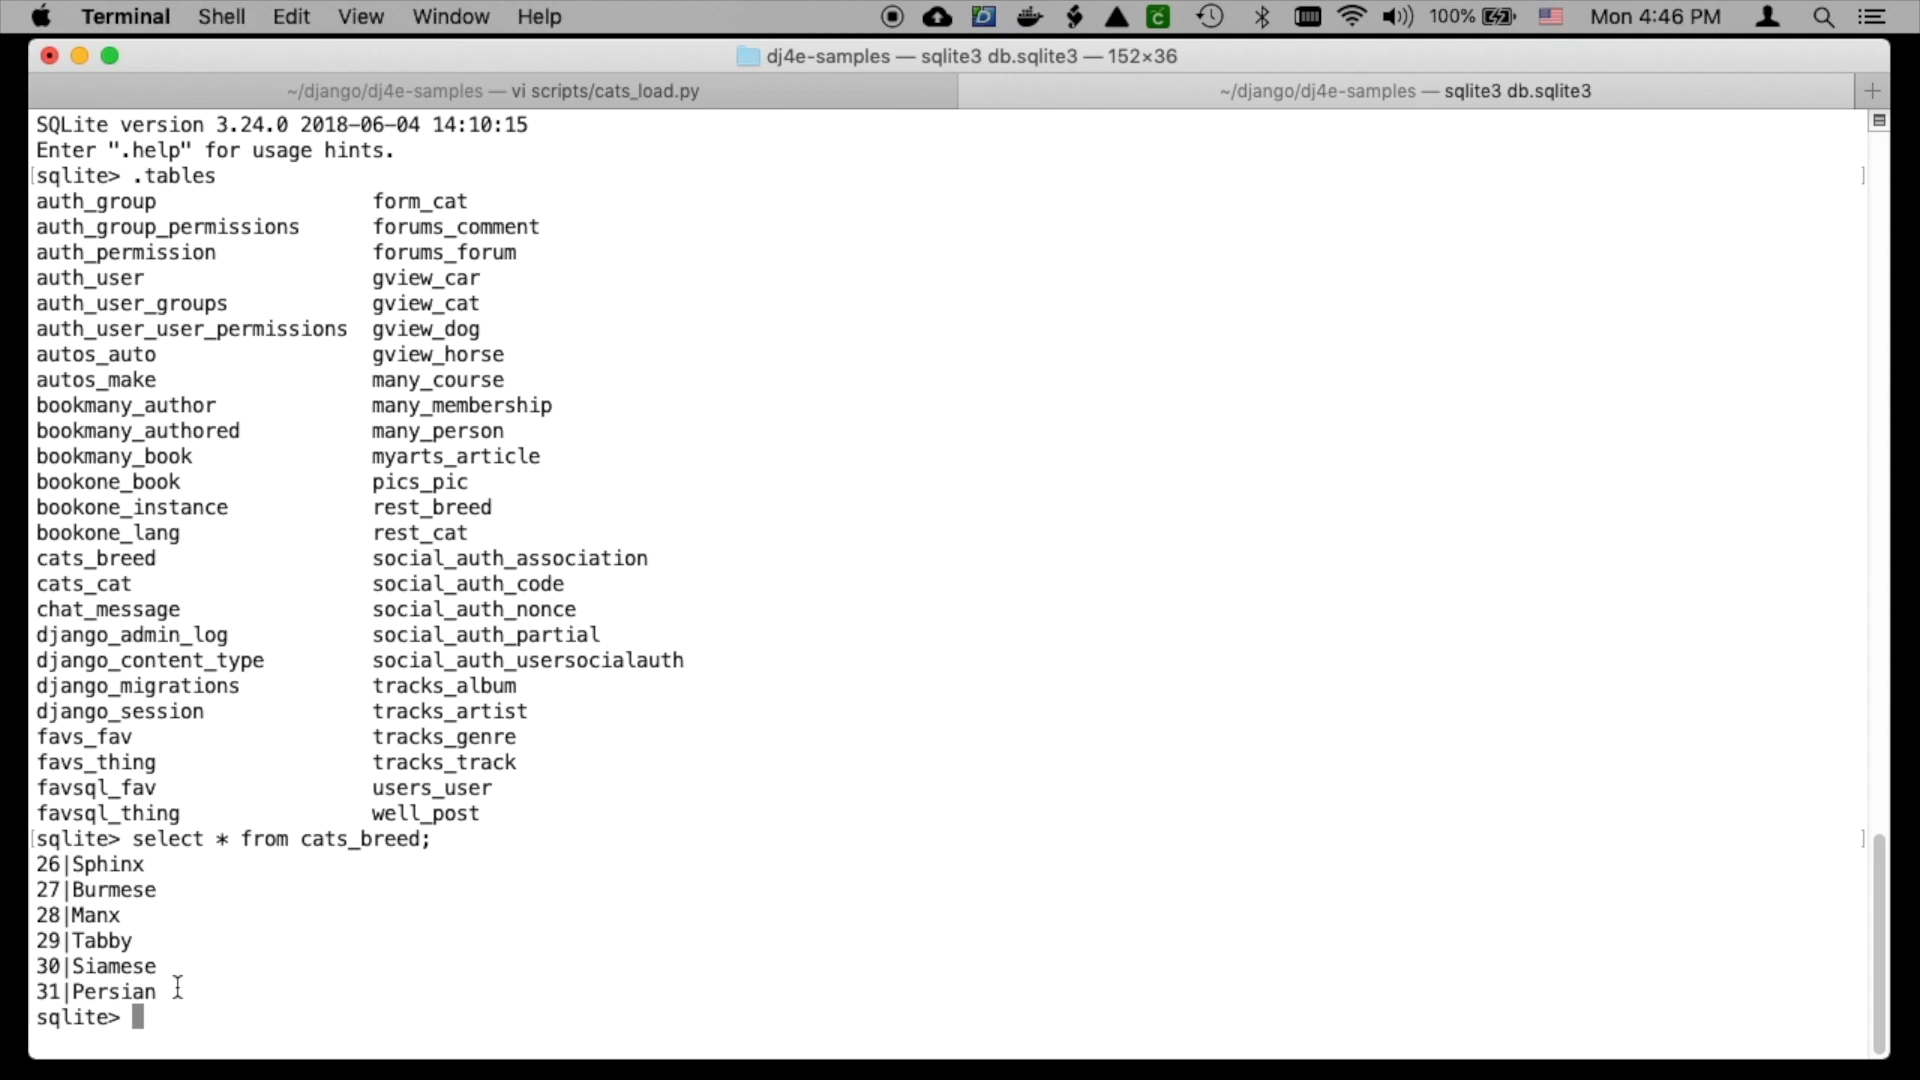 Terminal Shell Edit View Window Help 100% Mon 4:46 PM
dj4e-samples — sqlite3 db.sqlite3 — 152×36
~/django/dj4e-samples — vi scripts/cats_load.py ~/django/dj4e-samples — sqlite3 db.sqlite3
SQLite version 3.24.0 2018-06-04 14:10:15
Enter ".help" for usage hints.
[sqlite> .tables ]
auth_group form_cat
auth_group_permissions forums_comment
auth_permission forums_forum
auth_user gview_car
auth_user_groups gview_cat
auth_user_user_permissions gview_dog
autos_auto gview_horse
autos_make many_course
bookmany_author many_membership
bookmany_authored many_person
bookmany_book myarts_article
bookone_book pics_pic
bookone_instance rest_breed
bookone_lang rest_cat
cats_breed social_auth_association
cats_cat social_auth_code
chat_message social_auth_nonce
django_admin_log social_auth_partial
django_content_type social_auth_usersocialauth
django_migrations tracks_album
django_session tracks_artist
favs_fav tracks_genre
favs_thing tracks_track
favsql_fav users_user
favsql_thing well_post
[sqlite> select * from cats_breed; ]
26|Sphinx
27|Burmese
28|Manx
29|Tabby
30|Siamese
31|Persian
sqlite>